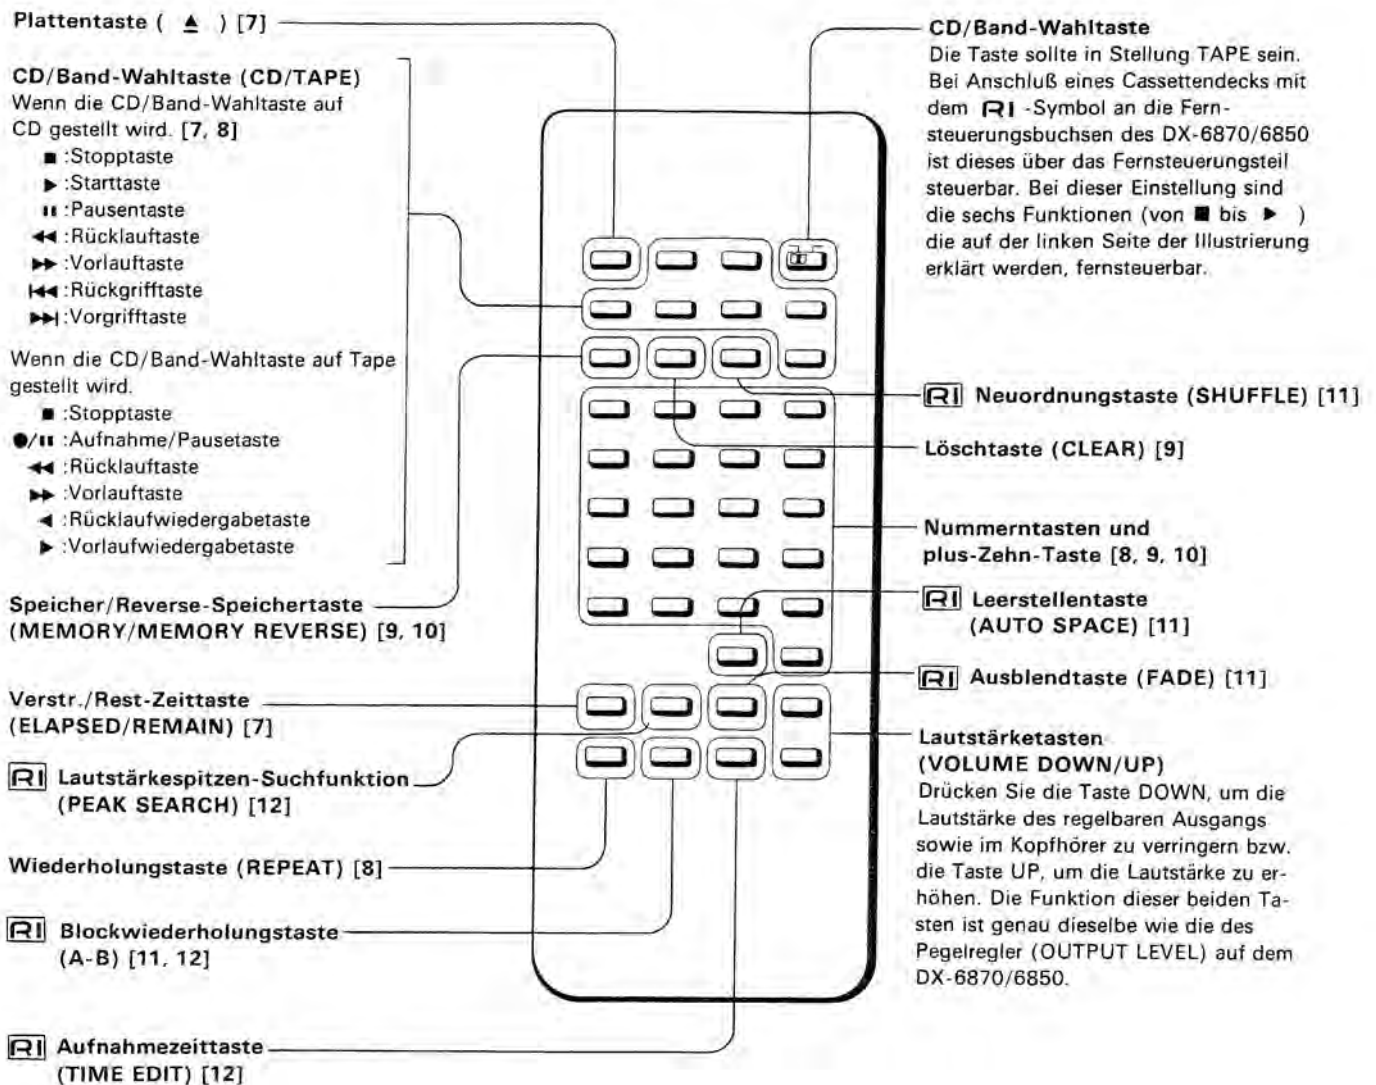 Plattentaste ( ▲ ) [7]
CD/Band-Wahltaste (CD/TAPE)
Wenn die CD/Band-Wahltaste auf
CD gestellt wird. [7, 8]
■ :Stopptaste
▶ :Starttaste
▮▮ :Pausentaste
◀◀ :Rücklauftaste
▶▶ :Vorlauftaste
|◀◀ :Rückgrifftaste
▶▶| :Vorgrifftaste
Wenn die CD/Band-Wahltaste auf Tape
gestellt wird.
■ :Stopptaste
●/▮▮ :Aufnahme/Pausetaste
◀◀ :Rücklauftaste
▶▶ :Vorlauftaste
◀ :Rücklaufwiedergabetaste
▶ :Vorlaufwiedergabetaste
Speicher/Reverse-Speichertaste
(MEMORY/MEMORY REVERSE) [9, 10]
Verstr./Rest-Zeittaste
(ELAPSED/REMAIN) [7]
RI Lautstärkespitzen-Suchfunktion
(PEAK SEARCH) [12]
Wiederholungstaste (REPEAT) [8]
RI Blockwiederholungstaste
(A-B) [11, 12]
RI Aufnahmezeittaste
(TIME EDIT) [12]
CD/Band-Wahltaste
Die Taste sollte in Stellung TAPE sein.
Bei Anschluß eines Cassettendecks mit
dem RI -Symbol an die Fern-
steuerungsbuchsen des DX-6870/6850
ist dieses über das Fernsteuerungsteil
steuerbar. Bei dieser Einstellung sind
die sechs Funktionen (von ■ bis ▶ )
die auf der linken Seite der Illustrierung
erklärt werden, fernsteuerbar.
RI Neuordnungstaste (SHUFFLE) [11]
Löschtaste (CLEAR) [9]
Nummerntasten und
plus-Zehn-Taste [8, 9, 10]
RI Leerstellentaste
(AUTO SPACE) [11]
RI Ausblendtaste (FADE) [11]
Lautstärketasten
(VOLUME DOWN/UP)
Drücken Sie die Taste DOWN, um die
Lautstärke des regelbaren Ausgangs
sowie im Kopfhörer zu verringern bzw.
die Taste UP, um die Lautstärke zu er-
höhen. Die Funktion dieser beiden Ta-
sten ist genau dieselbe wie die des
Pegelregler (OUTPUT LEVEL) auf dem
DX-6870/6850.